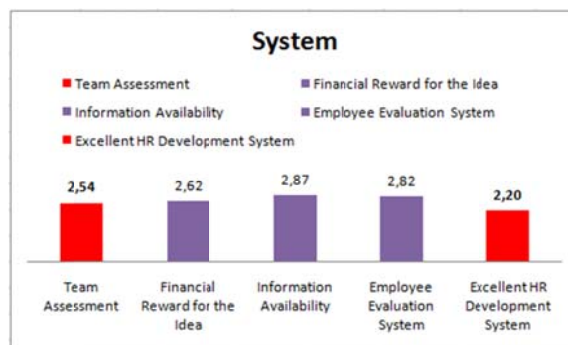 System
Team Assessment
Financial Reward for the Idea
Information Availability
Employee Evaluation System
Excellent HR Development System
2,54
2,62
2,87
2,82
2,20
Team
Assessment
Financial
Reward for the
Idea
Information
Availability
Employee
Evaluation
System
Excellent HR
Development
System